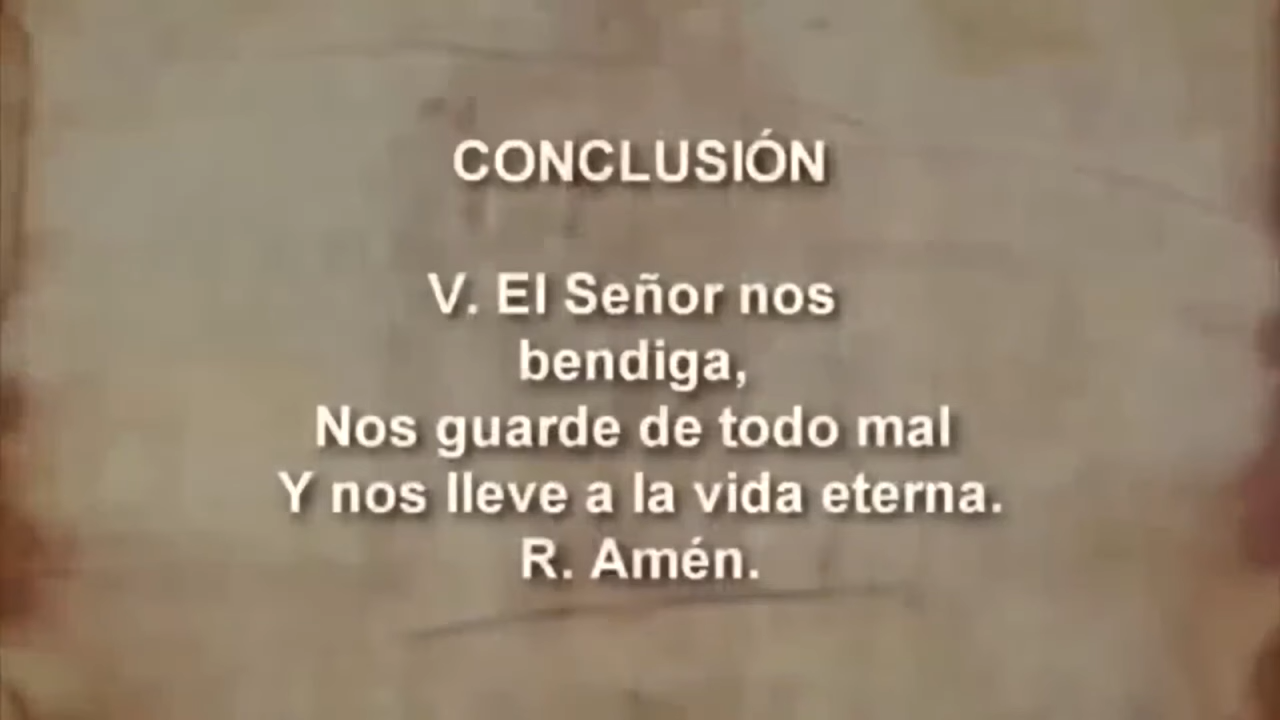 CONCLUSIÓN
V. El Señor nos
bendiga,
Nos guarde de todo mal
Y nos lleve a la vida eterna.
R. Amén.